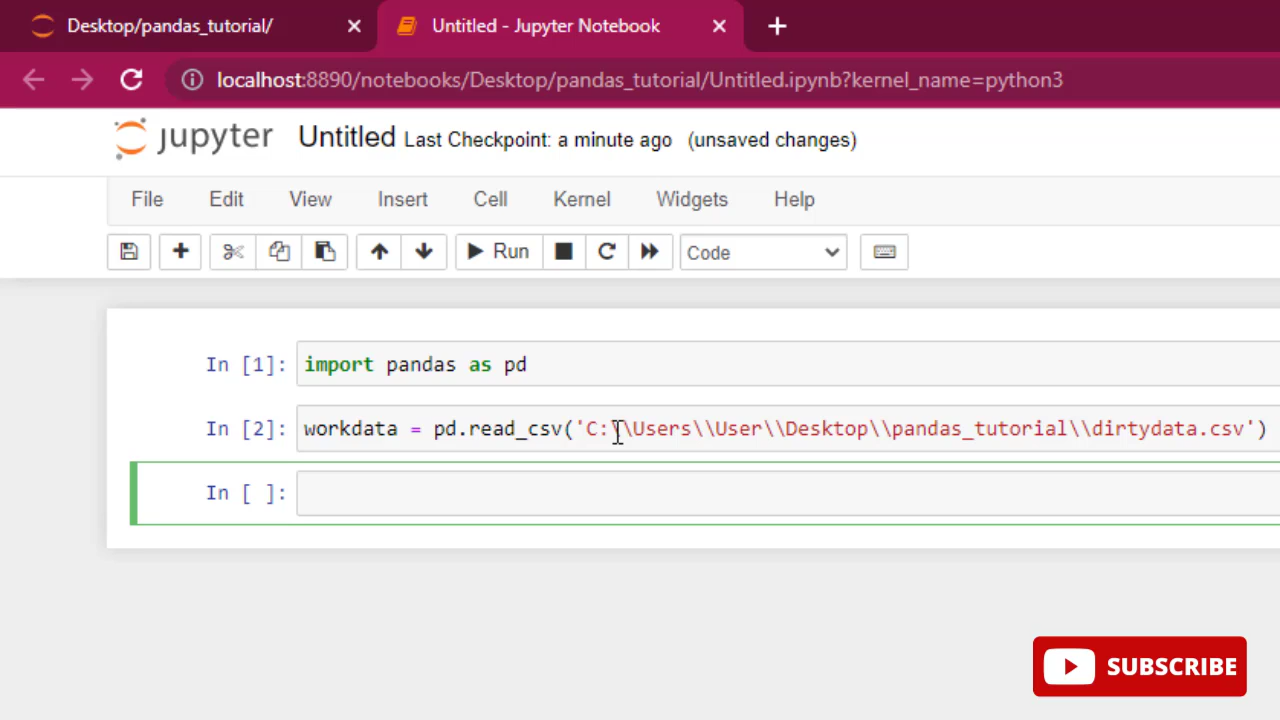 Desktop/pandas_tutorial/ Untitled - Jupyter Notebook
localhost:8890/notebooks/Desktop/pandas_tutorial/Untitled.ipynb?kernel_name=python3
jupyter Untitled Last Checkpoint: a minute ago (unsaved changes)
File Edit View Insert Cell Kernel Widgets Help
Run Code
In [1]: import pandas as pd
In [2]: workdata = pd.read_csv('C:\\Users\\User\\Desktop\\pandas_tutorial\\dirtydata.csv')
In [ ]:
SUBSCRIBE